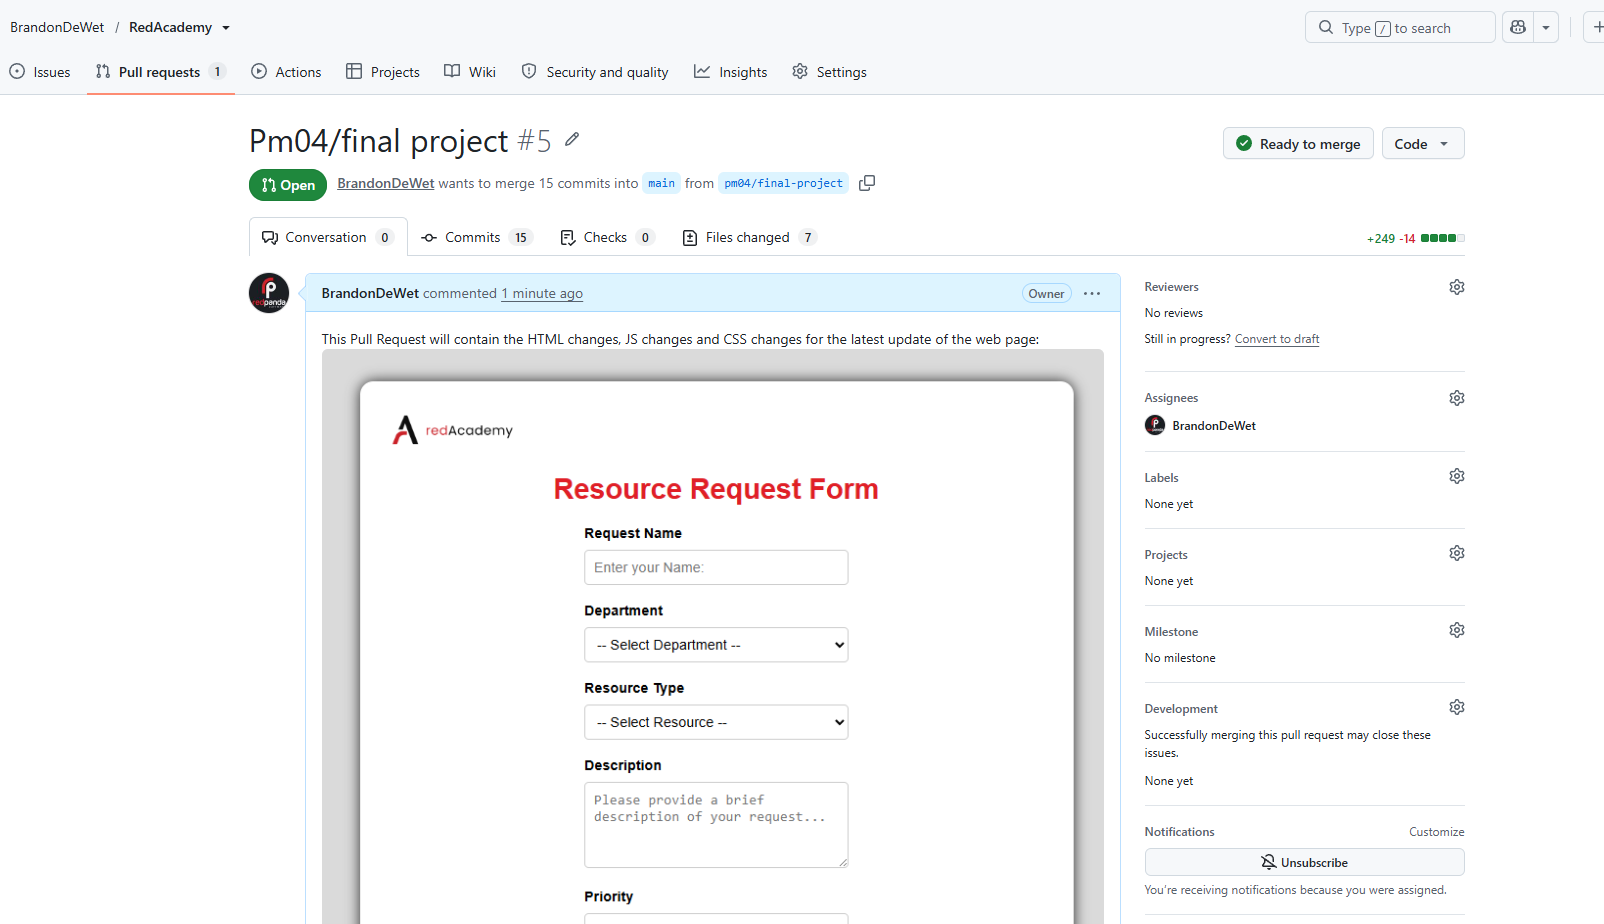 BrandonDeWet / RedAcademy
Type / to search
Issues
Pull requests 1
Actions
Projects
Wiki
Security and quality
Insights
Settings
Pm04/final project #5
Ready to merge
Code
Open
BrandonDeWet wants to merge 15 commits into main from pm04/final-project
Conversation 0
Commits 15
Checks 0
Files changed 7
+249 -14
BrandonDeWet commented 1 minute ago
Owner
This Pull Request will contain the HTML changes, JS changes and CSS changes for the latest update of the web page:
redAcademy
Resource Request Form
Request Name
Enter your Name:
Department
-- Select Department --
Resource Type
-- Select Resource --
Description
Please provide a brief
description of your request...
Priority
Reviewers
No reviews
Still in progress? Convert to draft
Assignees
BrandonDeWet
Labels
None yet
Projects
None yet
Milestone
No milestone
Development
Successfully merging this pull request may close these
issues.
None yet
Notifications
Customize
Unsubscribe
You're receiving notifications because you were assigned.